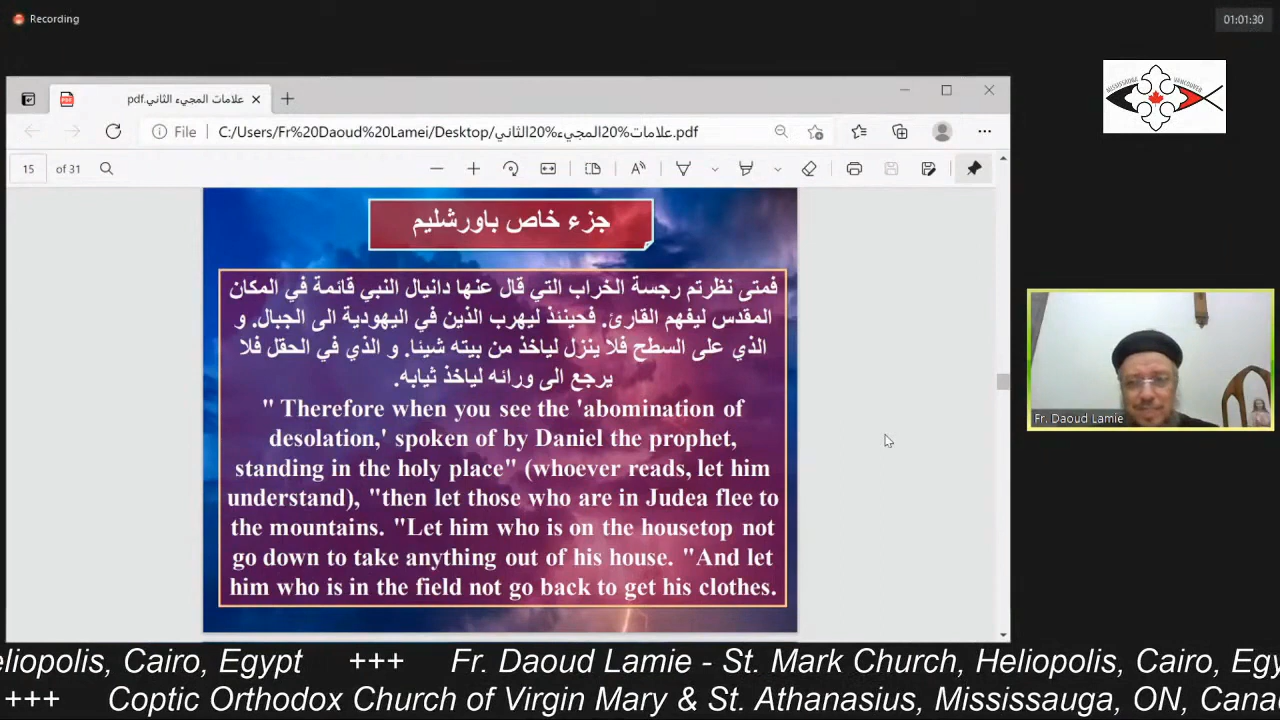 Recording
01:01:30
علامات المجيء الثاني.pdf
File C:/Users/Fr%20Daoud%20Lamei/Desktop/علامات%20المجيء%20الثاني.pdf
15 of 31
MISSISSAUGA VANCOUVER
جزء خاص باورشليم
فمتى نظرتم رجسة الخراب التي قال عنها دانيال النبي قائمة في المكان
المقدس ليفهم القارئ. فحينئذ ليهرب الذين في اليهودية الى الجبال. و
الذي على السطح فلا ينزل لياخذ من بيته شيئا. و الذي في الحقل فلا
يرجع الى ورائه لياخذ ثيابه.
" Therefore when you see the 'abomination of
desolation,' spoken of by Daniel the prophet,
standing in the holy place" (whoever reads, let him
understand), "then let those who are in Judea flee to
the mountains. "Let him who is on the housetop not
go down to take anything out of his house. "And let
him who is in the field not go back to get his clothes.
Fr. Daoud Lamie
eliopolis, Cairo, Egypt +++ Fr. Daoud Lamie - St. Mark Church, Heliopolis, Cairo, Egy
+++ Coptic Orthodox Church of Virgin Mary & St. Athanasius, Mississauga, ON, Cana